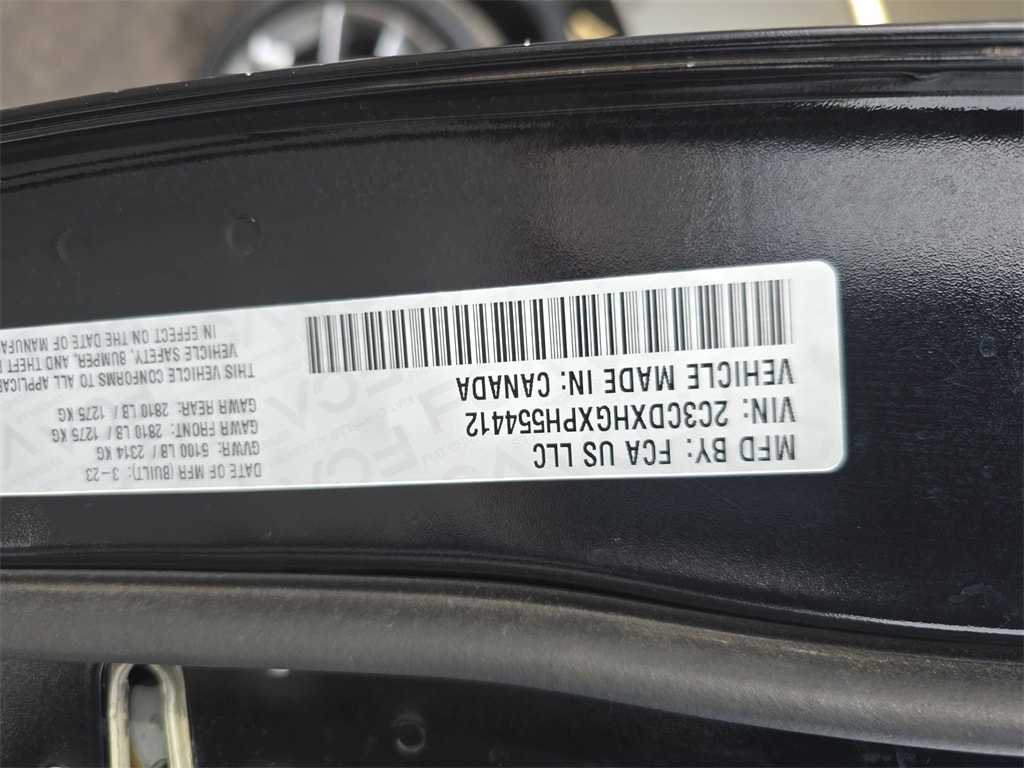 MFD BY: FCA US LLC
VIN: 2C3CDXHGXPH554412
VEHICLE MADE IN: CANADA
DATE OF MFR (BUILT): 3-23
GVWR: 5100 LB / 2314 KG
GAWR FRONT: 2810 LB / 1275 KG
GAWR REAR: 2810 LB / 1275 KG
THIS VEHICLE CONFORMS TO ALL APPLICA
VEHICLE SAFETY, BUMPER, AND THEFT
IN EFFECT ON THE DATE OF MANUFA